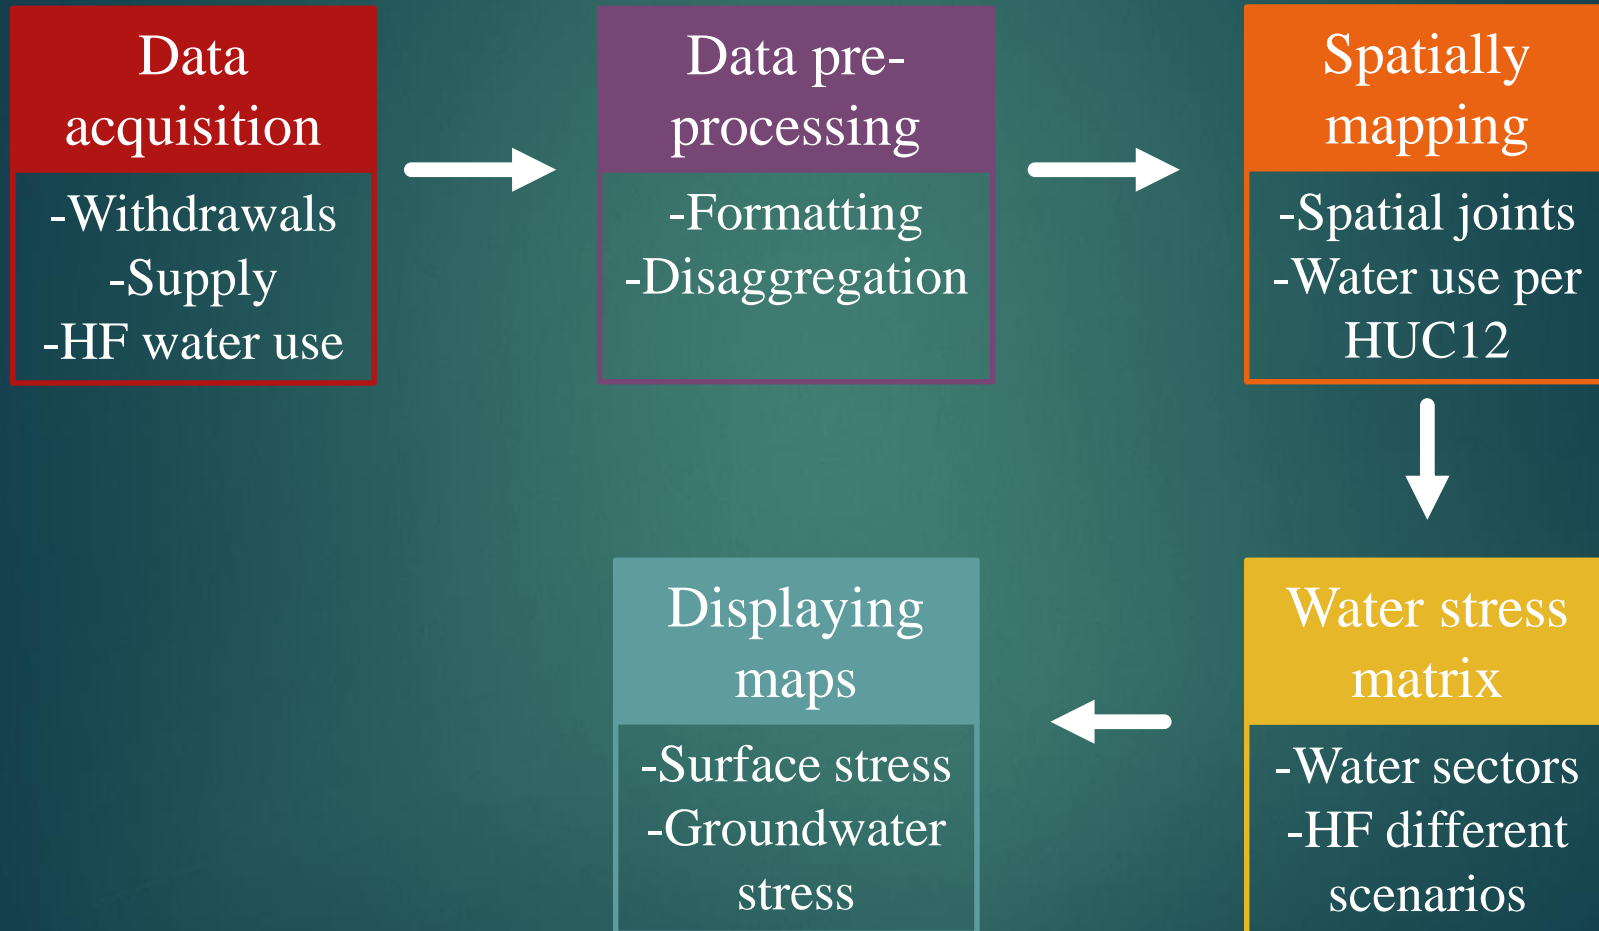 Data
acquisition
-Withdrawals
-Supply
-HF water use
Data pre-
processing
-Formatting
-Disaggregation
Spatially
mapping
-Spatial joints
-Water use per
HUC12
Water stress
matrix
-Water sectors
-HF different
scenarios
Displaying
maps
-Surface stress
-Groundwater
stress